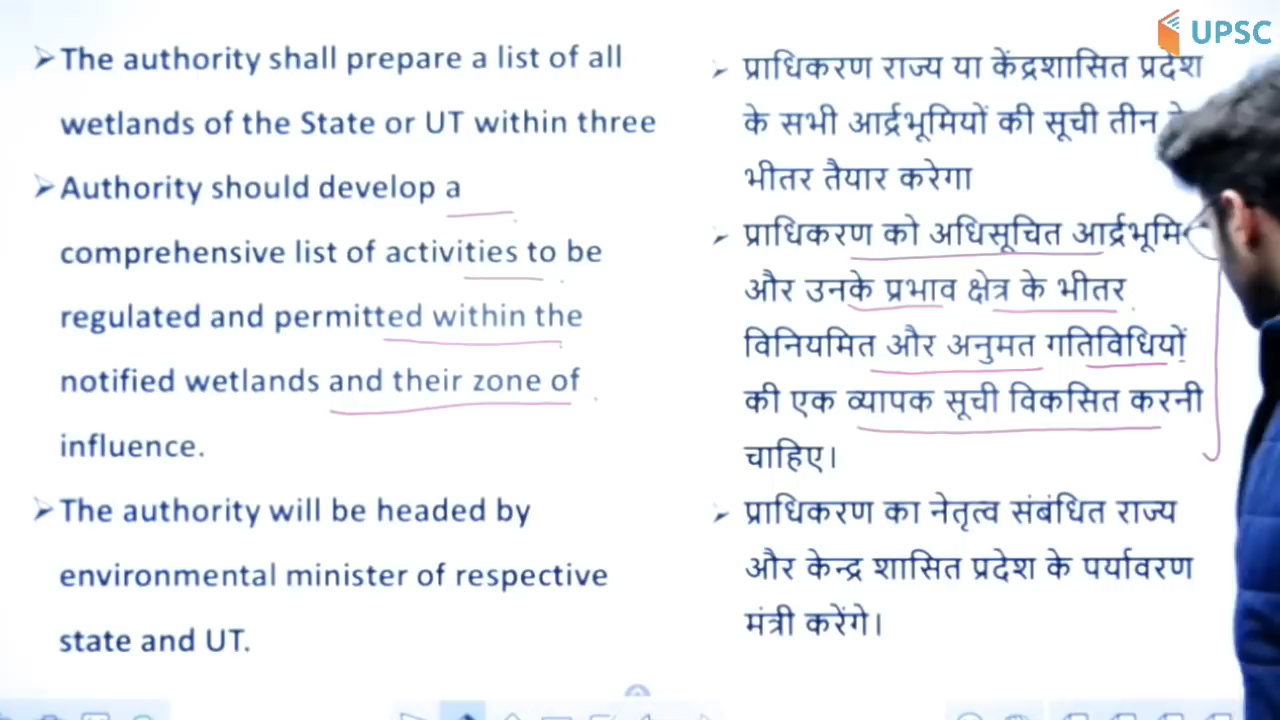 UPSC
The authority shall prepare a list of all
wetlands of the State or UT within three
Authority should develop a
comprehensive list of activities to be
regulated and permitted within the
notified wetlands and their zone of
influence.
The authority will be headed by
environmental minister of respective
state and UT.
प्राधिकरण राज्य या केंद्रशासित प्रदेश
के सभी आर्द्रभूमियों की सूची तीन
भीतर तैयार करेगा
प्राधिकरण को अधिसूचित आर्द्रभूमि
और उनके प्रभाव क्षेत्र के भीतर
विनियमित और अनुमत गतिविधियों
की एक व्यापक सूची विकसित करनी
चाहिए।
प्राधिकरण का नेतृत्व संबंधित राज्य
और केन्द्र शासित प्रदेश के पर्यावरण
मंत्री करेंगे।